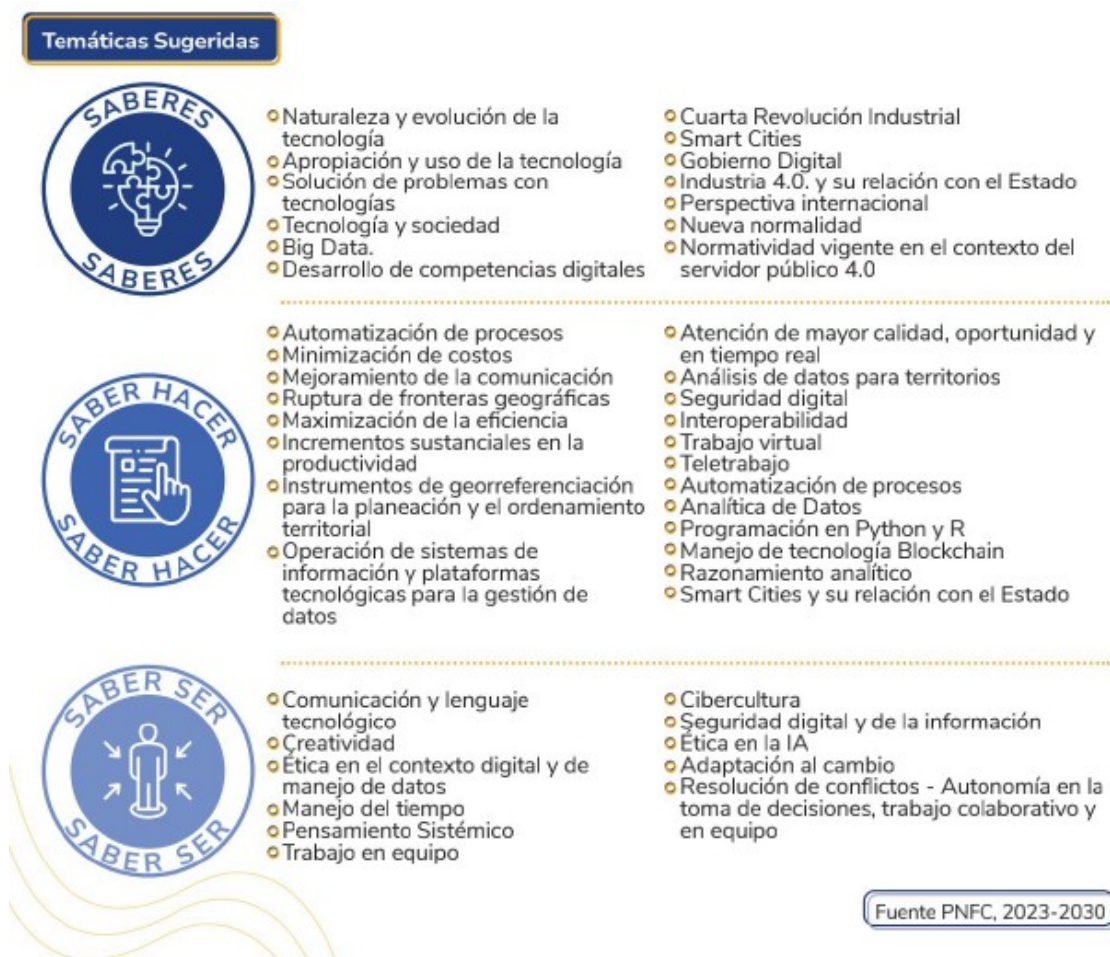 Temáticas Sugeridas
SABERES
SABERES
Naturaleza y evolución de la
tecnología
Apropiación y uso de la tecnología
Solución de problemas con
tecnologías
Tecnología y sociedad
Big Data.
Desarrollo de competencias digitales
Cuarta Revolución Industrial
Smart Cities
Gobierno Digital
Industria 4.0. y su relación con el Estado
Perspectiva internacional
Nueva normalidad
Normatividad vigente en el contexto del
servidor público 4.0
SABER HACER
SABER HACER
Automatización de procesos
Minimización de costos
Mejoramiento de la comunicación
Ruptura de fronteras geográficas
Maximización de la eficiencia
Incrementos sustanciales en la
productividad
Instrumentos de georreferenciación
para la planeación y el ordenamiento
territorial
Operación de sistemas de
información y plataformas
tecnológicas para la gestión de
datos
Atención de mayor calidad, oportunidad y
en tiempo real
Análisis de datos para territorios
Seguridad digital
Interoperabilidad
Trabajo virtual
Teletrabajo
Automatización de procesos
Analítica de Datos
Programación en Python y R
Manejo de tecnología Blockchain
Razonamiento analítico
Smart Cities y su relación con el Estado
SABER SER
SABER SER
Comunicación y lenguaje
tecnológico
Creatividad
Ética en el contexto digital y de
manejo de datos
Manejo del tiempo
Pensamiento Sistémico
Trabajo en equipo
Cibercultura
Seguridad digital y de la información
Ética en la IA
Adaptación al cambio
Resolución de conflictos - Autonomía en la
toma de decisiones, trabajo colaborativo y
en equipo
Fuente PNFC, 2023-2030